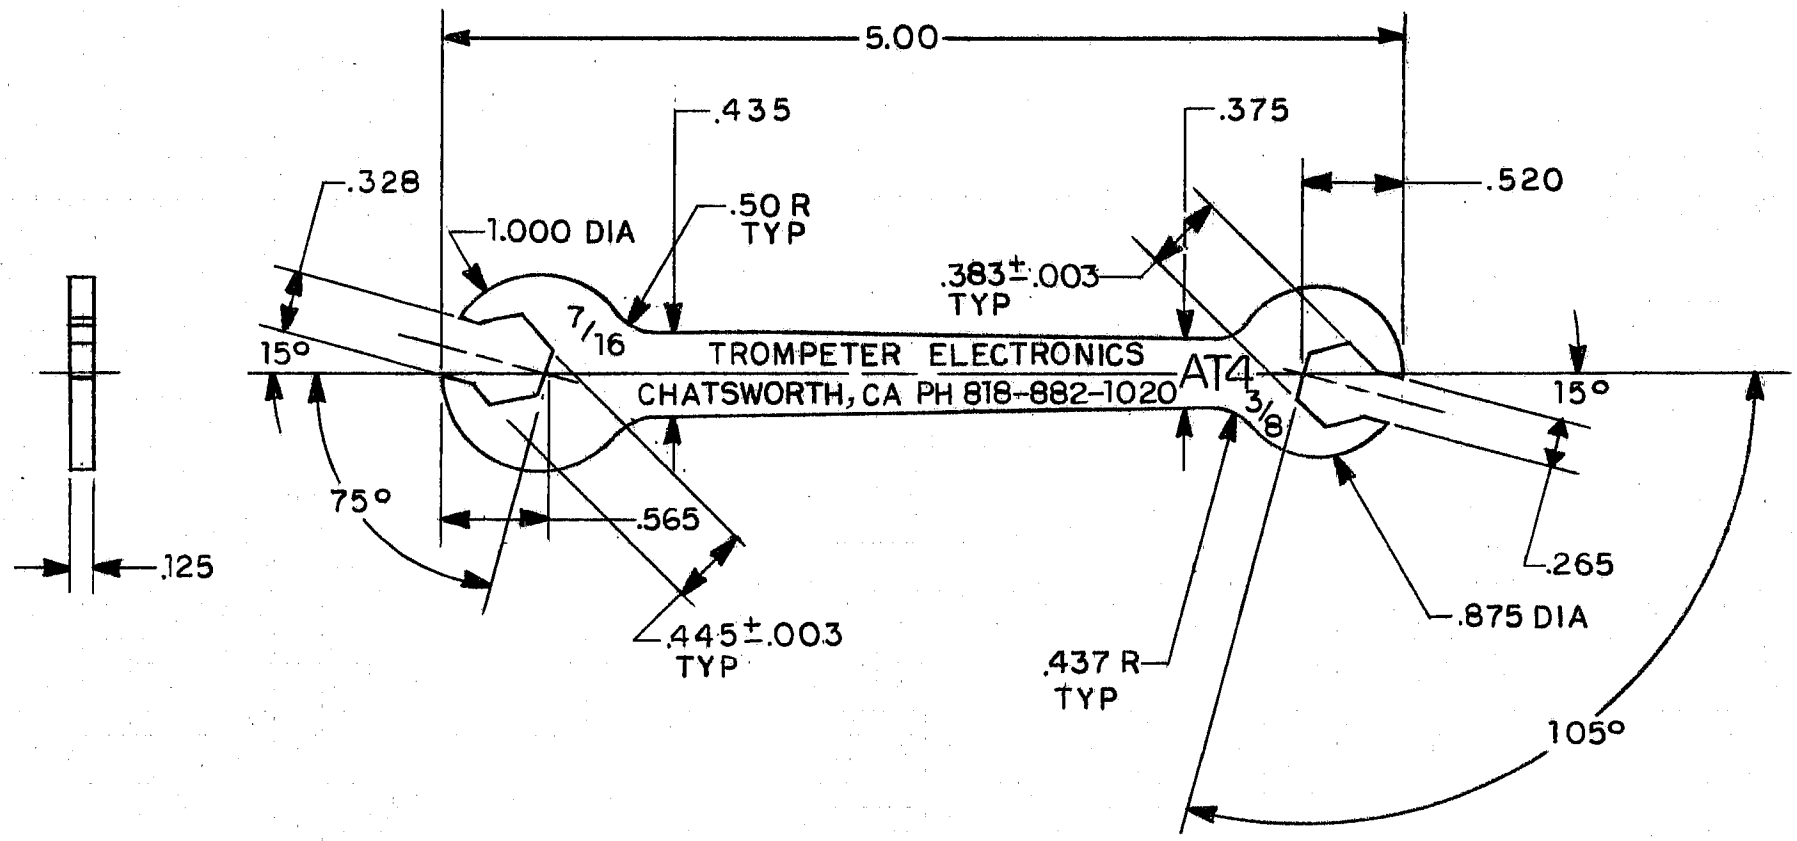 5.00
.435
.375
.328
.520
.50 R
TYP
1.000 DIA
.383±.003
TYP
7/16
15°
TROMPETER ELECTRONICS
CHATSWORTH, CA PH 818-882-1020
AT4
3/8
15°
75°
.565
.125
.265
.875 DIA
.445±.003
TYP
.437 R
TYP
105°